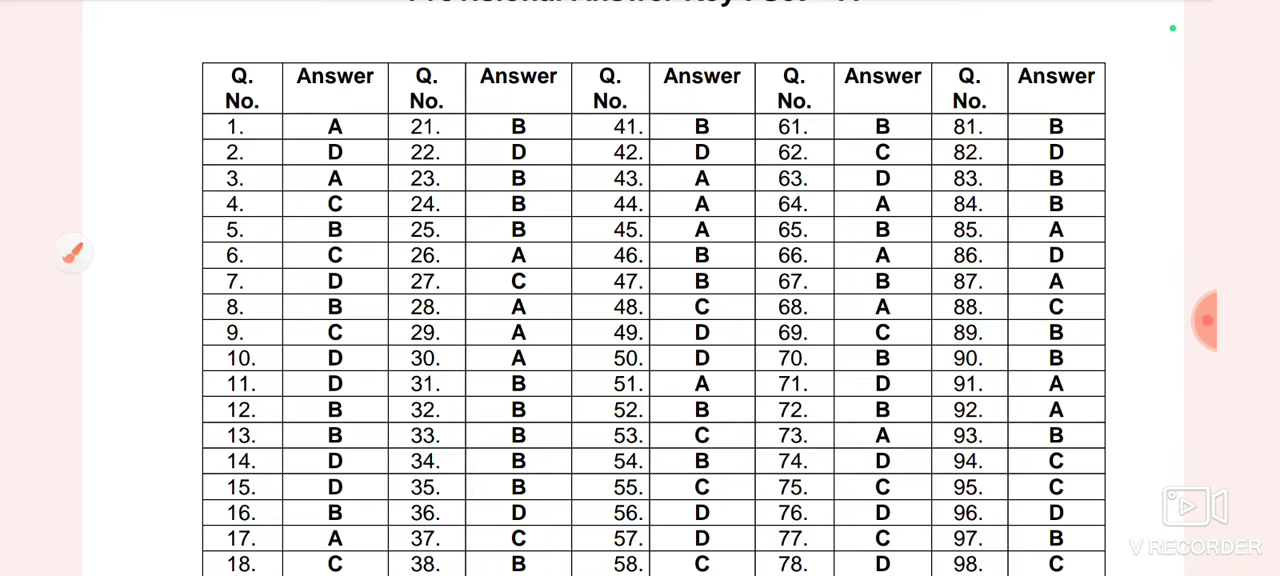 Provisional Answer Key : Set - A
Q. No. Answer Q. No. Answer Q. No. Answer Q. No. Answer Q. No. Answer
1. A 21. B 41. B 61. B 81. B
2. D 22. D 42. D 62. C 82. D
3. A 23. B 43. A 63. D 83. B
4. C 24. B 44. A 64. A 84. B
5. B 25. B 45. A 65. B 85. A
6. C 26. A 46. B 66. A 86. D
7. D 27. C 47. B 67. B 87. A
8. B 28. A 48. C 68. A 88. C
9. C 29. A 49. D 69. C 89. B
10. D 30. A 50. D 70. B 90. B
11. D 31. B 51. A 71. D 91. A
12. B 32. B 52. B 72. B 92. A
13. B 33. B 53. C 73. A 93. B
14. D 34. B 54. B 74. D 94. C
15. D 35. B 55. C 75. C 95. C
16. B 36. D 56. D 76. D 96. D
17. A 37. C 57. D 77. C 97. B
18. C 38. B 58. C 78. D 98. C
V RECORDER